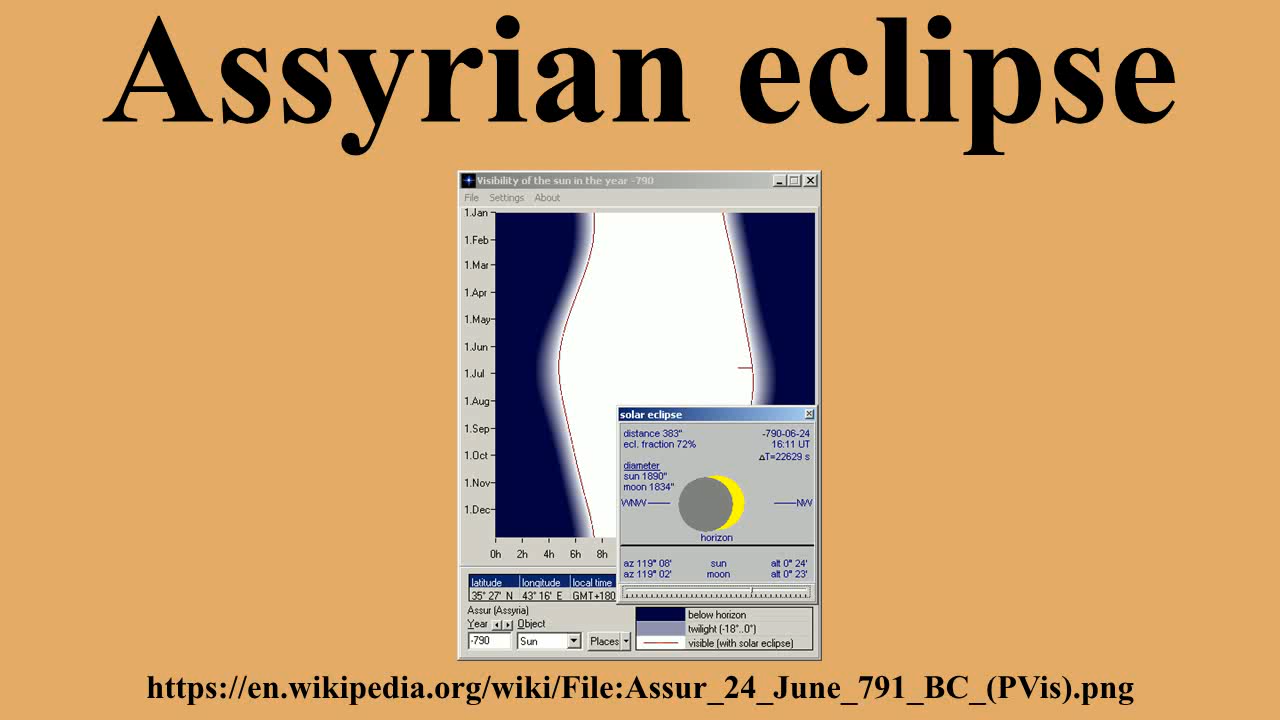 Assyrian eclipse
Visibility of the sun in the year -790
File Settings About
1.Jan
1.Feb
1.Mar
1.Apr
1.May
1.Jun
1.Jul
1.Aug
1.Sep
1.Oct
1.Nov
1.Dec
0h 2h 4h 6h 8h
solar eclipse
distance 383" -790-06-24
ecl. fraction 72% 16:11 UT
ΔT=22629 s
diameter
sun 1890"
moon 1834"
WNW NW
horizon
az 119° 08' sun alt 0° 24'
az 119° 02' moon alt 0° 23'
latitude longitude local time
35° 27' N 43° 16' E GMT+180
Assur (Assyria)
Year Object
-790 Sun Places
below horizon
twilight (-18°..0°)
visible (with solar eclipse)
https://en.wikipedia.org/wiki/File:Assur_24_June_791_BC_(PVis).png